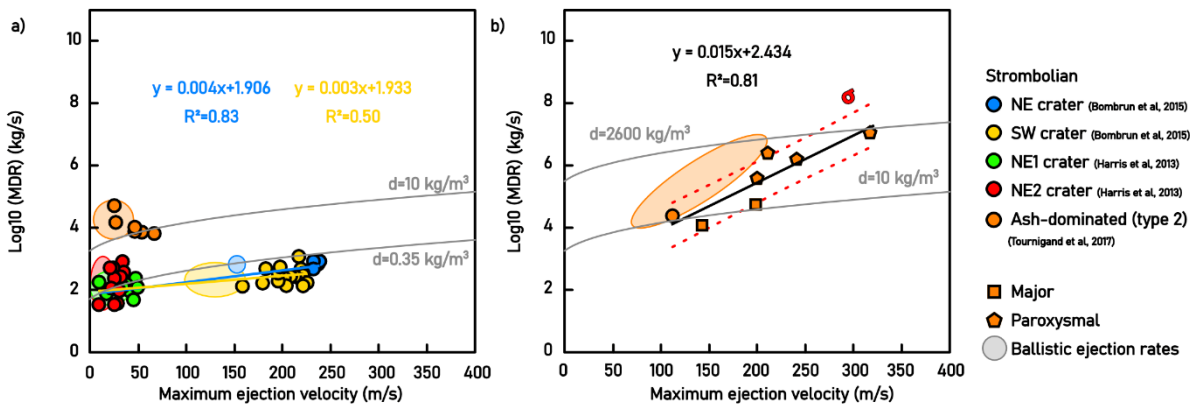 a)
Log10 (MDR) (kg/s)
10
8
6
4
2
0
y = 0.004x+1.906
R²=0.83
y = 0.003x+1.933
R²=0.50
d=10 kg/m³
d=0.35 kg/m³
0 50 100 150 200 250 300 350 400
Maximum ejection velocity (m/s)
b)
Log10 (MDR) (kg/s)
10
8
6
4
2
0
y = 0.015x+2.434
R²=0.81
d=2600 kg/m³
d=10 kg/m³
σ
0 50 100 150 200 250 300 350 400
Maximum ejection velocity (m/s)
Strombolian
NE crater (Bombrun et al, 2015)
SW crater (Bombrun et al, 2015)
NE1 crater (Harris et al, 2013)
NE2 crater (Harris et al, 2013)
Ash-dominated (type 2)
(Tournigand et al, 2017)
Major
Paroxysmal
Ballistic ejection rates